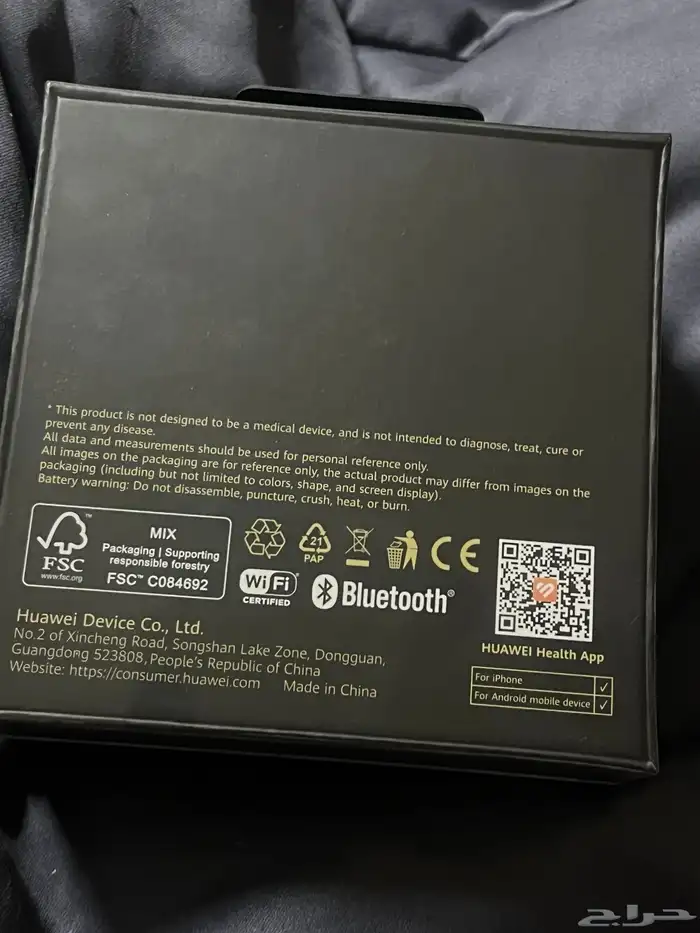 * This product is not designed to be a medical device, and is not intended to diagnose, treat, cure or
prevent any disease.
All data and measurements should be used for personal reference only.
All images on the packaging are for reference only, the actual product may differ from images on the
packaging (including but not limited to colors, shape, and screen display).
Battery warning: Do not disassemble, puncture, crush, heat, or burn.
FSC
www.fsc.org
MIX
Packaging | Supporting
responsible forestry
FSC™ C084692
21
PAP
CE
Wi Fi
CERTIFIED
Bluetooth®
HUAWEI Health App
For iPhone ✓
For Android mobile device ✓
Huawei Device Co., Ltd.
No.2 of Xincheng Road, Songshan Lake Zone, Dongguan,
Guangdong 523808, People's Republic of China
Website: https://consumer.huawei.com Made in China
حراج